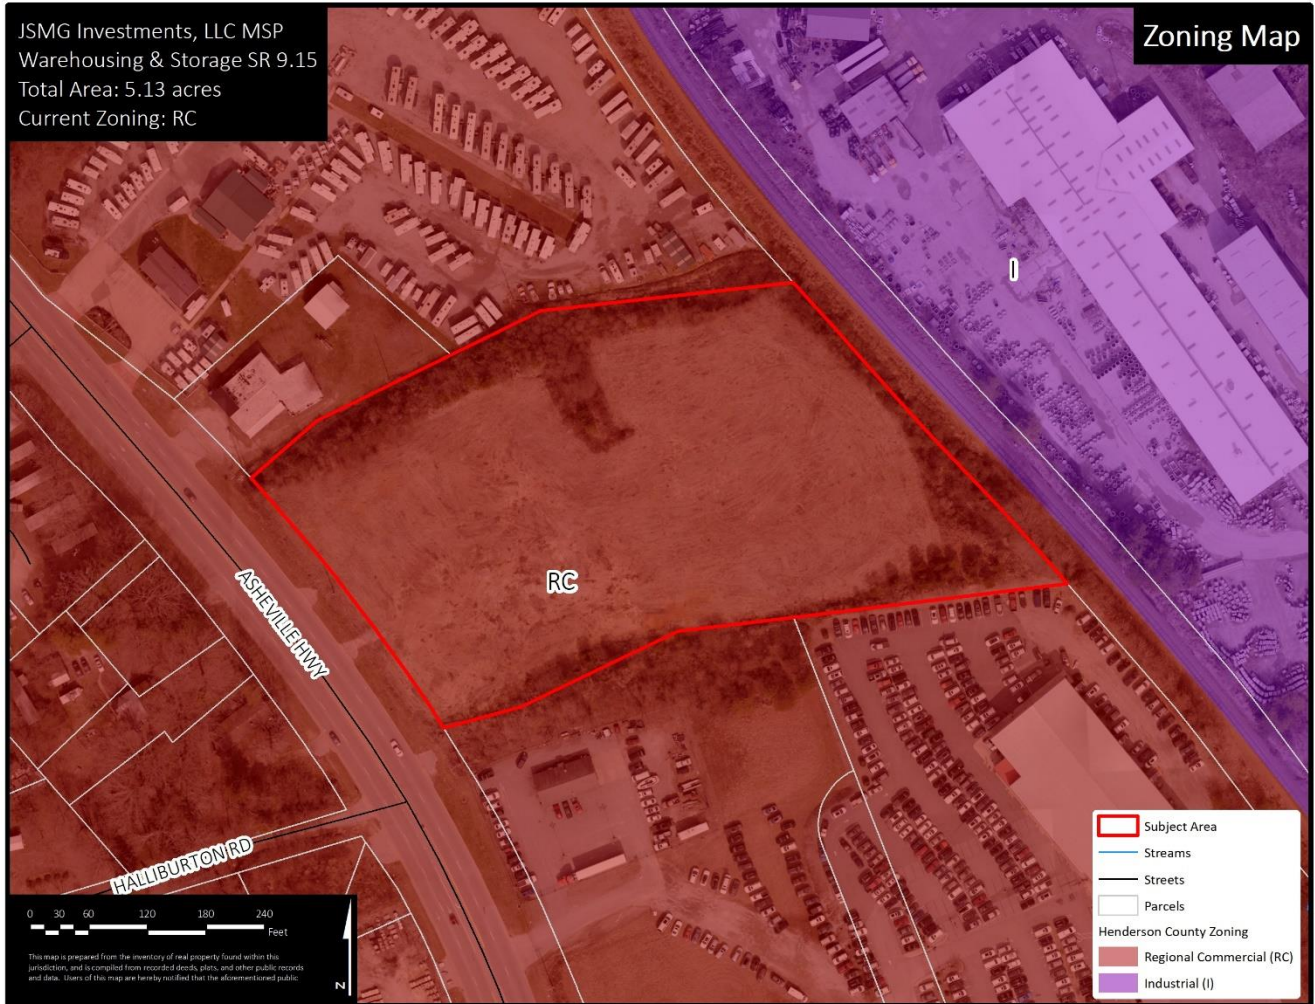 JSMG Investments, LLC MSP
Warehousing & Storage SR 9.15
Total Area: 5.13 acres
Current Zoning: RC
Zoning Map
I
RC
ASHEVILLE HWY
HALLIBURTON RD
0 30 60 120 180 240
Feet
This map is prepared from the inventory of real property found within this
jurisdiction, and is compiled from recorded deeds, plats, and other public records
and data. Users of this map are hereby notified that the aforementioned public
N
Subject Area
Streams
Streets
Parcels
Henderson County Zoning
Regional Commercial (RC)
Industrial (I)